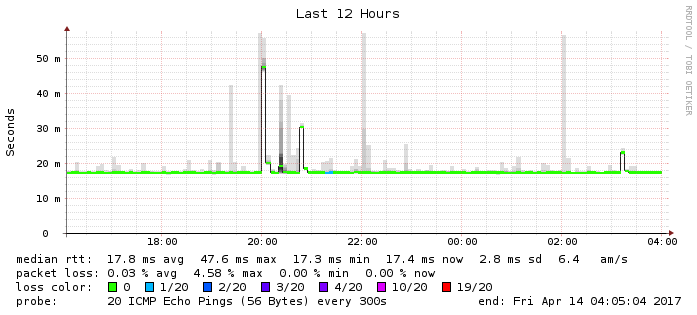 Last 12 Hours
RRDTOOL / TOBI OETIKER
Seconds
50 m
40 m
30 m
20 m
10 m
0
18:00 20:00 22:00 00:00 02:00 04:00
median rtt: 17.8 ms avg 47.6 ms max 17.3 ms min 17.4 ms now 2.8 ms sd 6.4 am/s
packet loss: 0.03 % avg 4.58 % max 0.00 % min 0.00 % now
loss color: 0 1/20 2/20 3/20 4/20 10/20 19/20
probe: 20 ICMP Echo Pings (56 Bytes) every 300s end: Fri Apr 14 04:05:04 2017